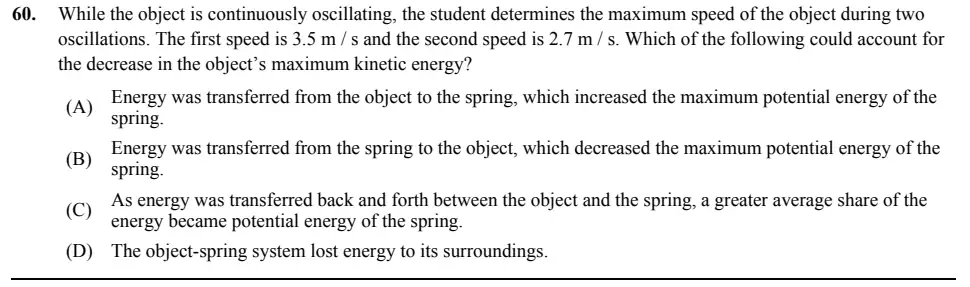 60. While the object is continuously oscillating, the student determines the maximum speed of the object during two
oscillations. The first speed is 3.5 m / s and the second speed is 2.7 m / s. Which of the following could account for
the decrease in the object’s maximum kinetic energy?
(A) Energy was transferred from the object to the spring, which increased the maximum potential energy of the
spring.
(B) Energy was transferred from the spring to the object, which decreased the maximum potential energy of the
spring.
(C) As energy was transferred back and forth between the object and the spring, a greater average share of the
energy became potential energy of the spring.
(D) The object-spring system lost energy to its surroundings.